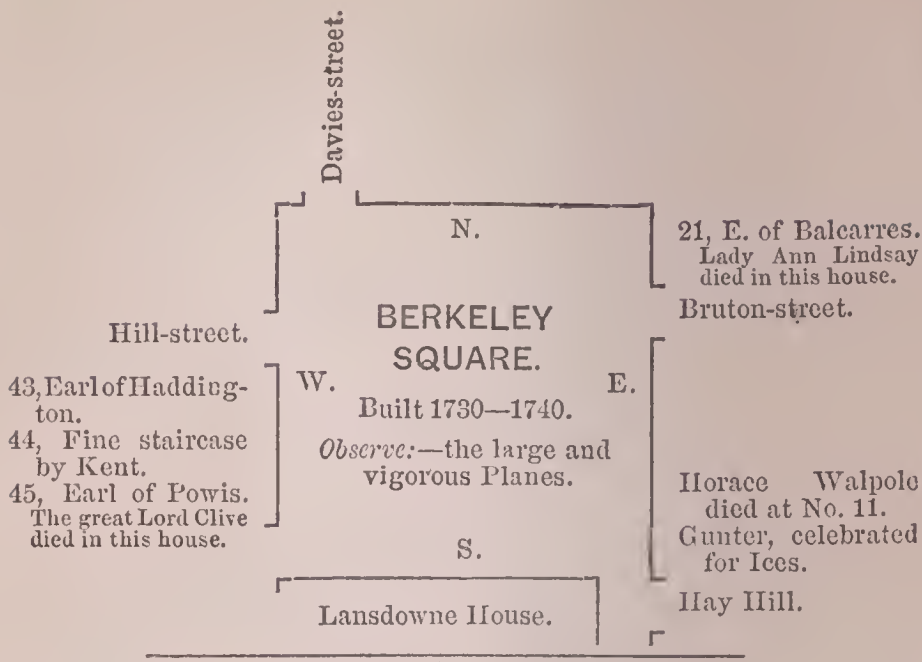 Davies-street.
N.
21, E. of Balcarres.
Lady Ann Lindsay
died in this house.
Bruton-street.
Hill-street.
BERKELEY
SQUARE.
W.
E.
Built 1730—1740.
Observe:—the large and
vigorous Planes.
43, Earl of Hadding-
ton.
44, Fine staircase
by Kent.
45, Earl of Powis.
The great Lord Clive
died in this house.
Horace Walpole
died at No. 11.
Gunter, celebrated
for Ices.
S.
Lansdowne House.
Hay Hill.